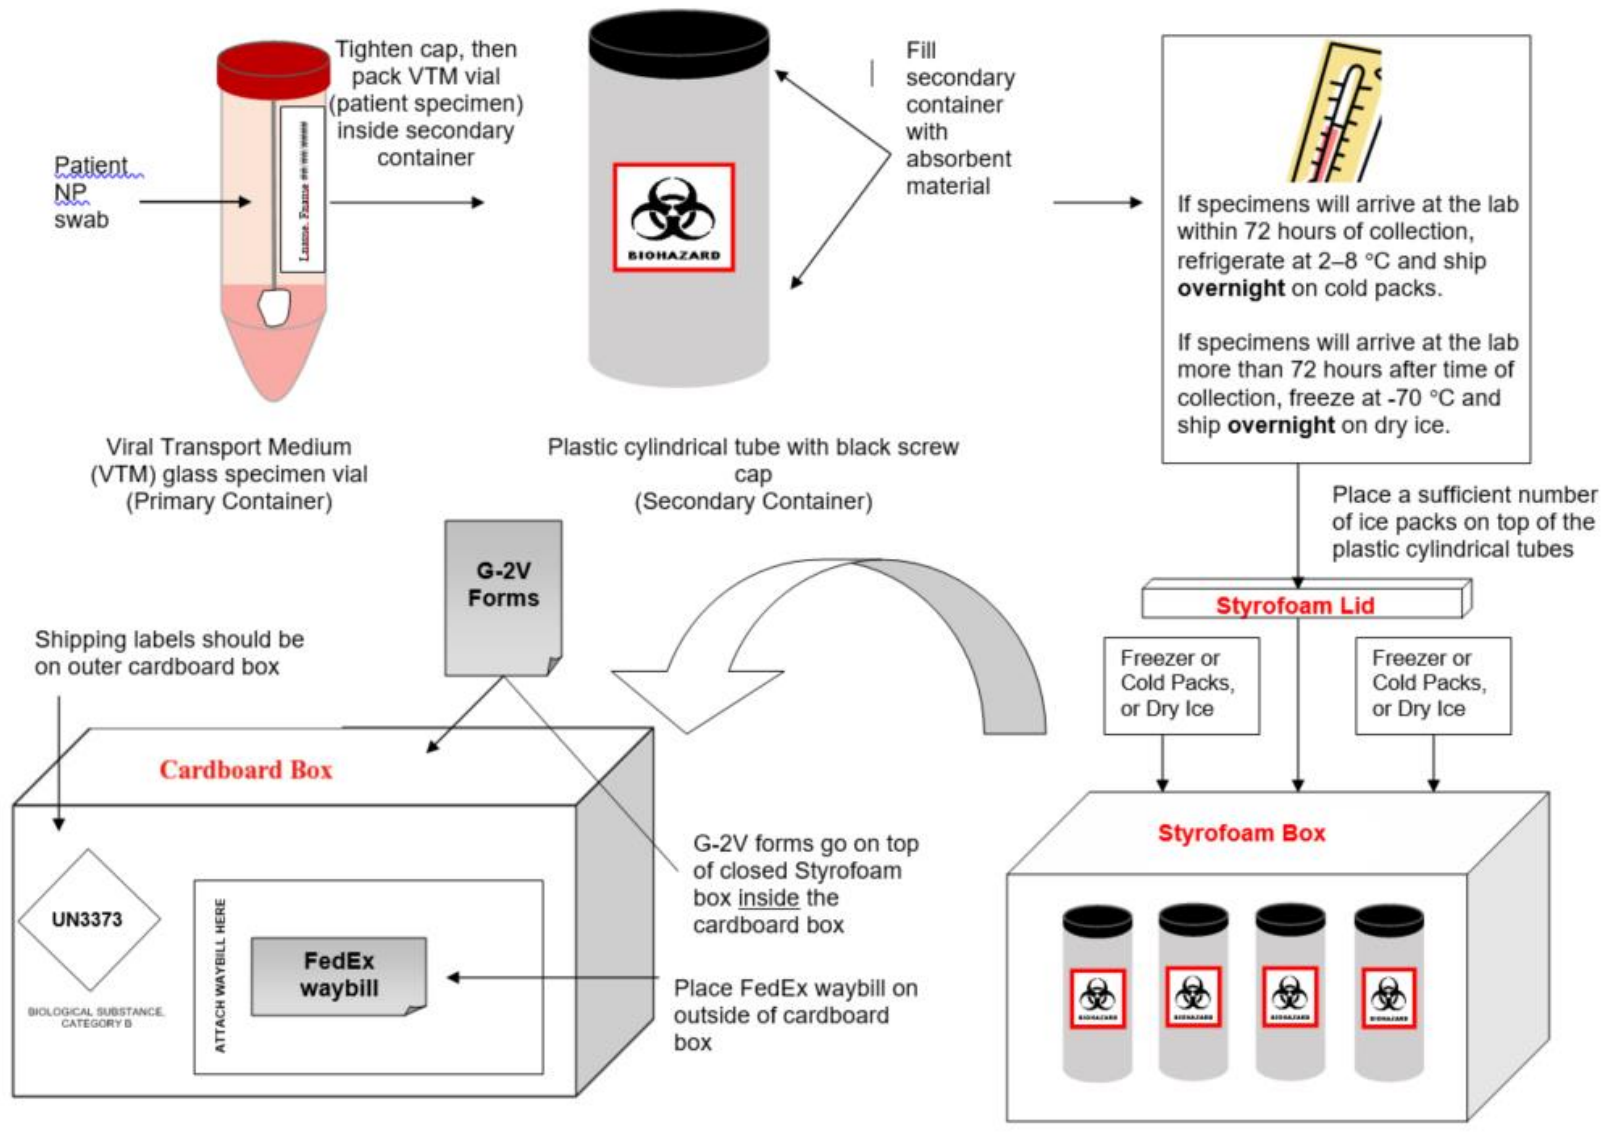 Patient
NP
swab
Lname, Fname ## ## ####
Tighten cap, then
pack VTM vial
(patient specimen)
inside secondary
container
BIOHAZARD
Fill
secondary
container
with
absorbent
material
If specimens will arrive at the lab
within 72 hours of collection,
refrigerate at 2–8 °C and ship
overnight on cold packs.
If specimens will arrive at the lab
more than 72 hours after time of
collection, freeze at -70 °C and
ship overnight on dry ice.
Viral Transport Medium
(VTM) glass specimen vial
(Primary Container)
Plastic cylindrical tube with black screw
cap
(Secondary Container)
Place a sufficient number
of ice packs on top of the
plastic cylindrical tubes
Styrofoam Lid
Freezer or
Cold Packs,
or Dry Ice
Freezer or
Cold Packs,
or Dry Ice
Styrofoam Box
BIOHAZARD
BIOHAZARD
BIOHAZARD
BIOHAZARD
G-2V
Forms
Shipping labels should be
on outer cardboard box
Cardboard Box
G-2V forms go on top
of closed Styrofoam
box inside the
cardboard box
UN3373
BIOLOGICAL SUBSTANCE,
CATEGORY B
ATTACH WAYBILL HERE
FedEx
waybill
Place FedEx waybill on
outside of cardboard
box